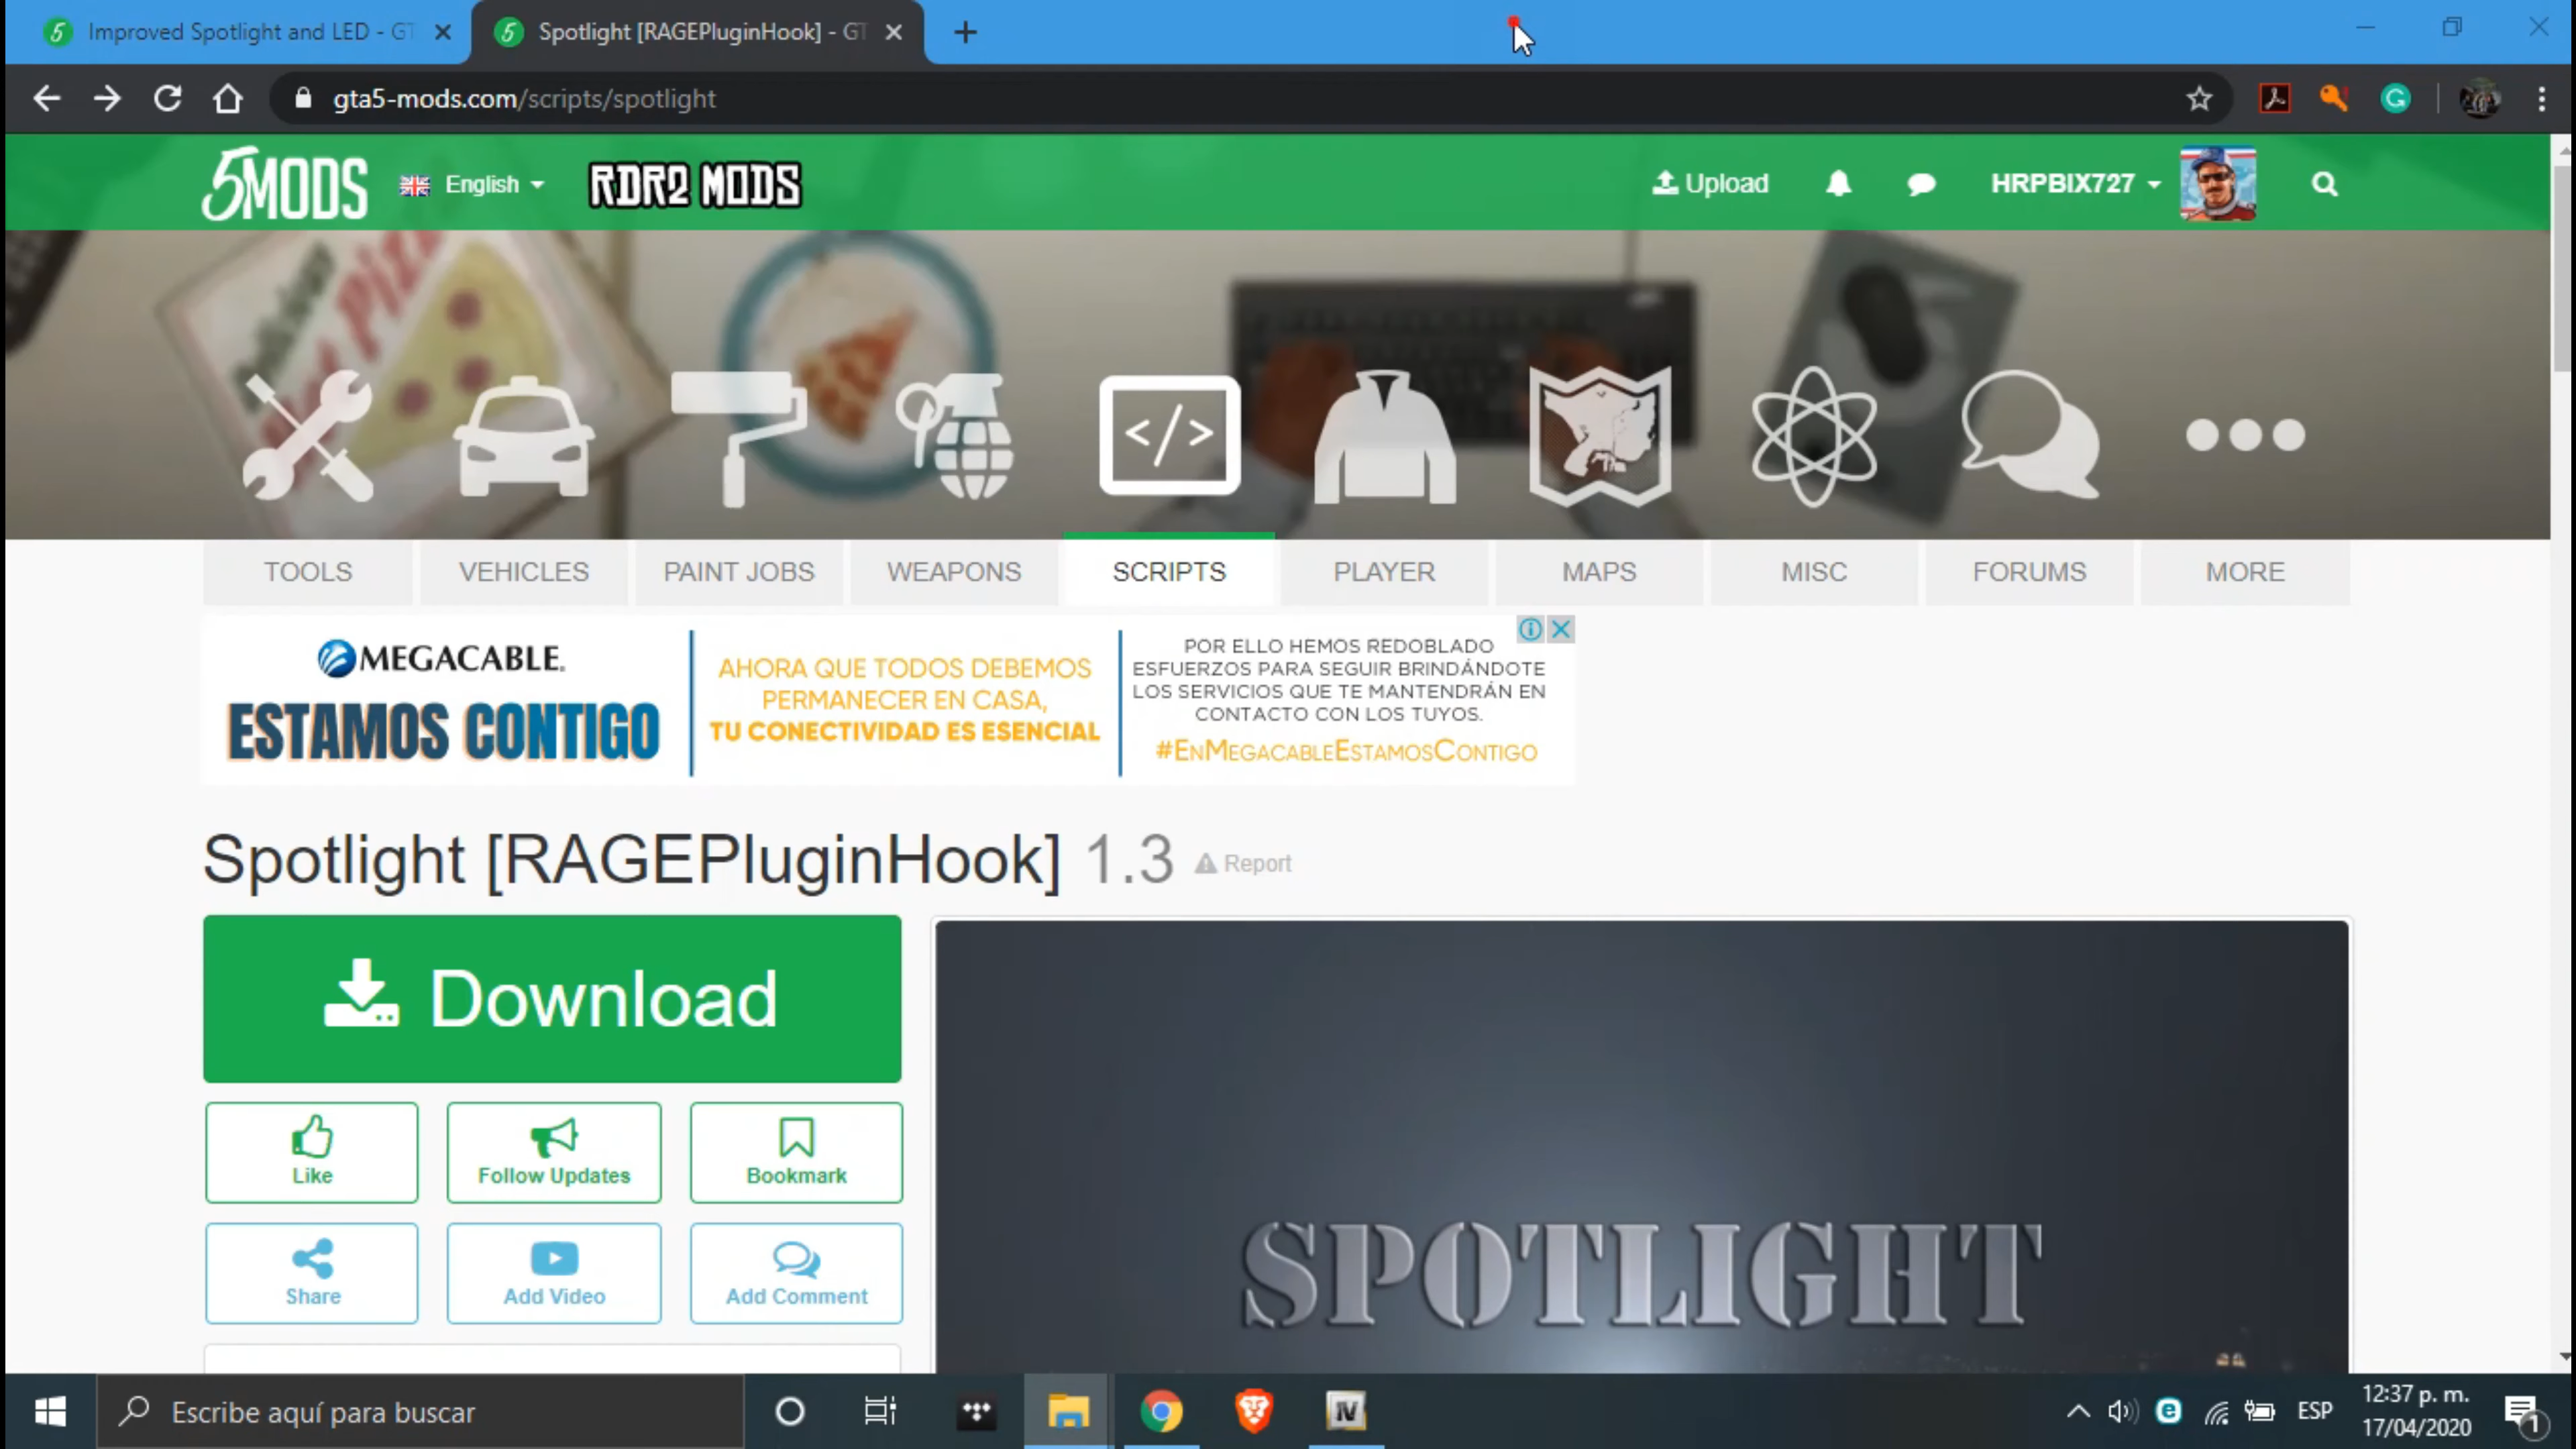 Improved Spotlight and LED - GT
Spotlight [RAGEPluginHook] - GT
gta5-mods.com/scripts/spotlight
5MODS
English
RDR2 MODS
Upload
HRPBIX727
TOOLS
VEHICLES
PAINT JOBS
WEAPONS
SCRIPTS
PLAYER
MAPS
MISC
FORUMS
MORE
MEGACABLE.
ESTAMOS CONTIGO
AHORA QUE TODOS DEBEMOS
PERMANECER EN CASA,
TU CONECTIVIDAD ES ESENCIAL
POR ELLO HEMOS REDOBLADO
ESFUERZOS PARA SEGUIR BRINDÁNDOTE
LOS SERVICIOS QUE TE MANTENDRÁN EN
CONTACTO CON LOS TUYOS.
#ENMEGACABLEESTAMOSCONTIGO
Spotlight [RAGEPluginHook] 1.3
Report
Download
Like
Follow Updates
Bookmark
Share
Add Video
Add Comment
SPOTLIGHT
Escribe aquí para buscar
IV
ESP
12:37 p. m.
17/04/2020
1